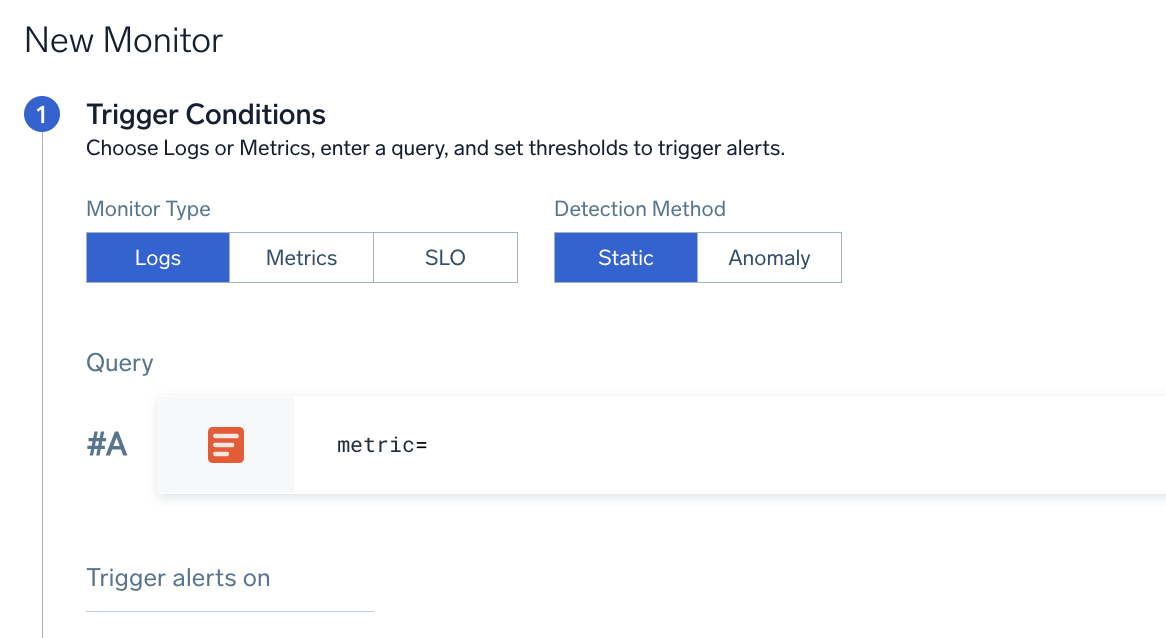 New Monitor
1 Trigger Conditions
Choose Logs or Metrics, enter a query, and set thresholds to trigger alerts.
Monitor Type Detection Method
Logs Metrics SLO Static Anomaly
Query
#A metric=
Trigger alerts on